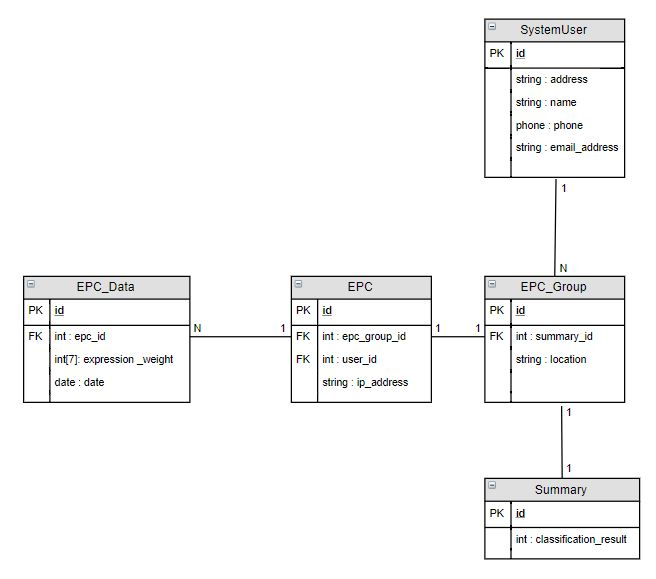 SystemUser
PK id
string : address
string : name
phone : phone
string : email_address
1
N
EPC_Data
PK id
FK int : epc_id
int[7]: expression _weight
date : date
N 1
EPC
PK id
FK int : epc_group_id
FK int : user_id
string : ip_address
1 1
EPC_Group
PK id
FK int : summary_id
string : location
1
1
Summary
PK id
int : classification_result